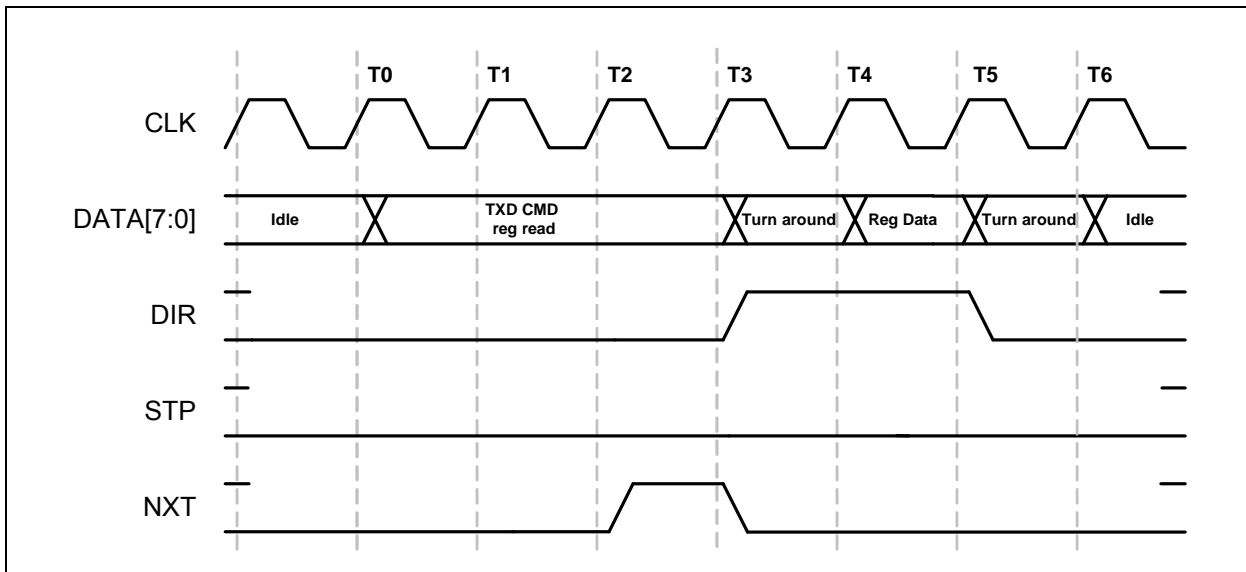 T0 T1 T2 T3 T4 T5 T6
CLK
DATA[7:0]
Idle
TXD CMD
reg read
Turn around
Reg Data
Turn around
Idle
DIR
STP
NXT